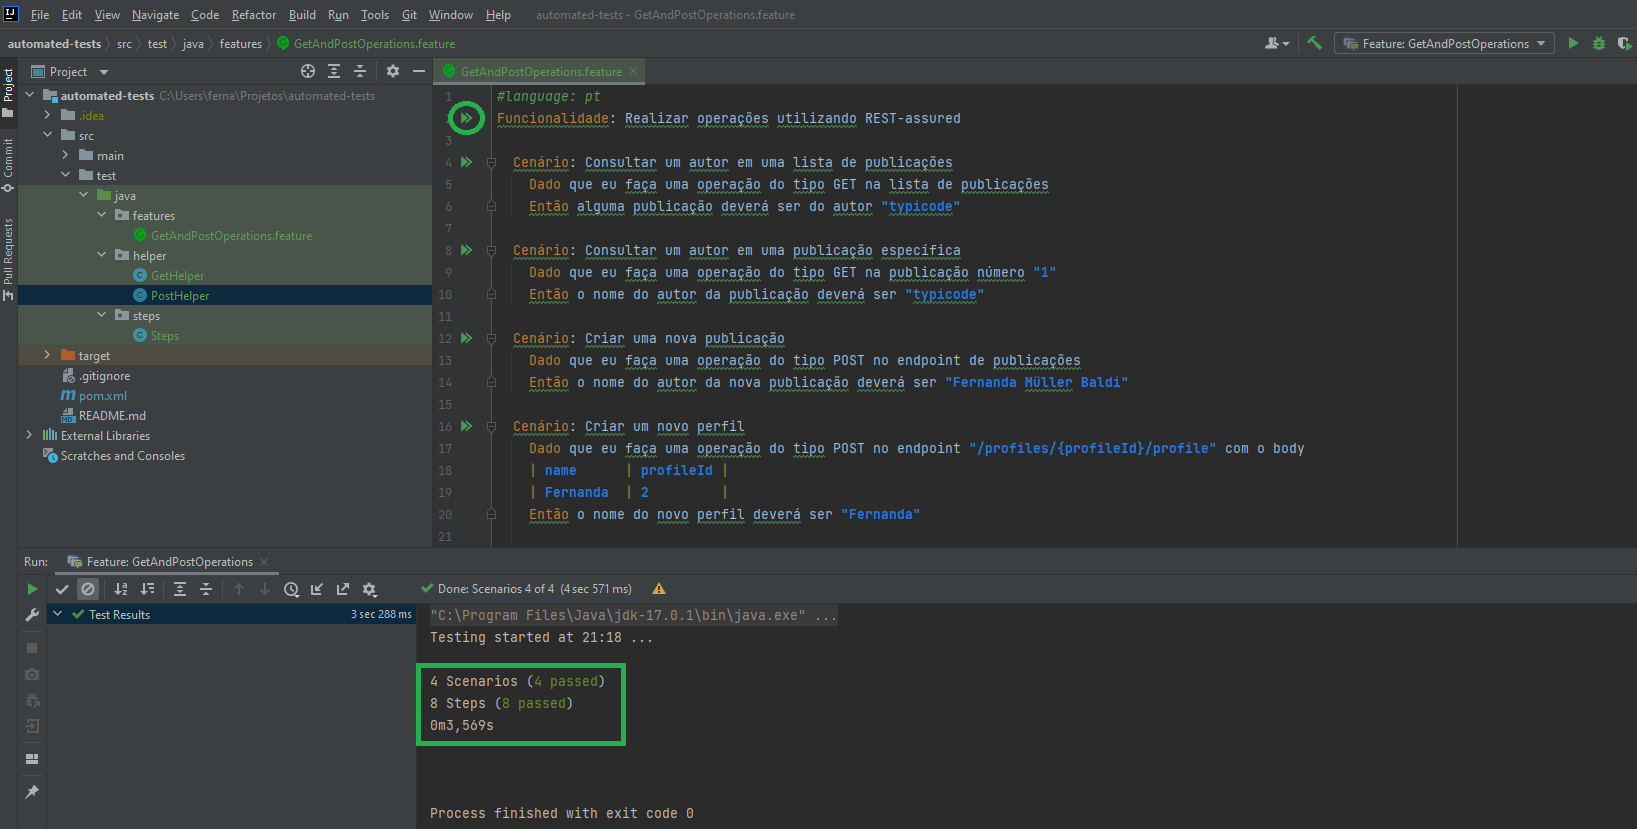 File Edit View Navigate Code Refactor Build Run Tools Git Window Help automated-tests - GetAndPostOperations.feature
automated-tests src test java features GetAndPostOperations.feature
Feature: GetAndPostOperations
Project
GetAndPostOperations.feature
Project
Commit
Pull Requests
automated-tests C:\Users\ferna\Projetos\automated-tests
.idea
src
main
test
java
features
GetAndPostOperations.feature
helper
GetHelper
PostHelper
steps
Steps
target
.gitignore
pom.xml
README.md
External Libraries
Scratches and Consoles
1 #language: pt
2 Funcionalidade: Realizar operações utilizando REST-assured
3
4 Cenário: Consultar um autor em uma lista de publicações
5 Dado que eu faça uma operação do tipo GET na lista de publicações
6 Então alguma publicação deverá ser do autor "typicode"
7
8 Cenário: Consultar um autor em uma publicação específica
9 Dado que eu faça uma operação do tipo GET na publicação número "1"
10 Então o nome do autor da publicação deverá ser "typicode"
11
12 Cenário: Criar uma nova publicação
13 Dado que eu faça uma operação do tipo POST no endpoint de publicações
14 Então o nome do autor da nova publicação deverá ser "Fernanda Müller Baldi"
15
16 Cenário: Criar um novo perfil
17 Dado que eu faça uma operação do tipo POST no endpoint "/profiles/{profileId}/profile" com o body
18 | name | profileId |
19 | Fernanda | 2 |
20 Então o nome do novo perfil deverá ser "Fernanda"
21
Run: Feature: GetAndPostOperations
Done: Scenarios 4 of 4 (4 sec 571 ms)
Test Results 3 sec 288 ms
"C:\Program Files\Java\jdk-17.0.1\bin\java.exe" ...
Testing started at 21:18 ...
4 Scenarios (4 passed)
8 Steps (8 passed)
0m3,569s
Process finished with exit code 0